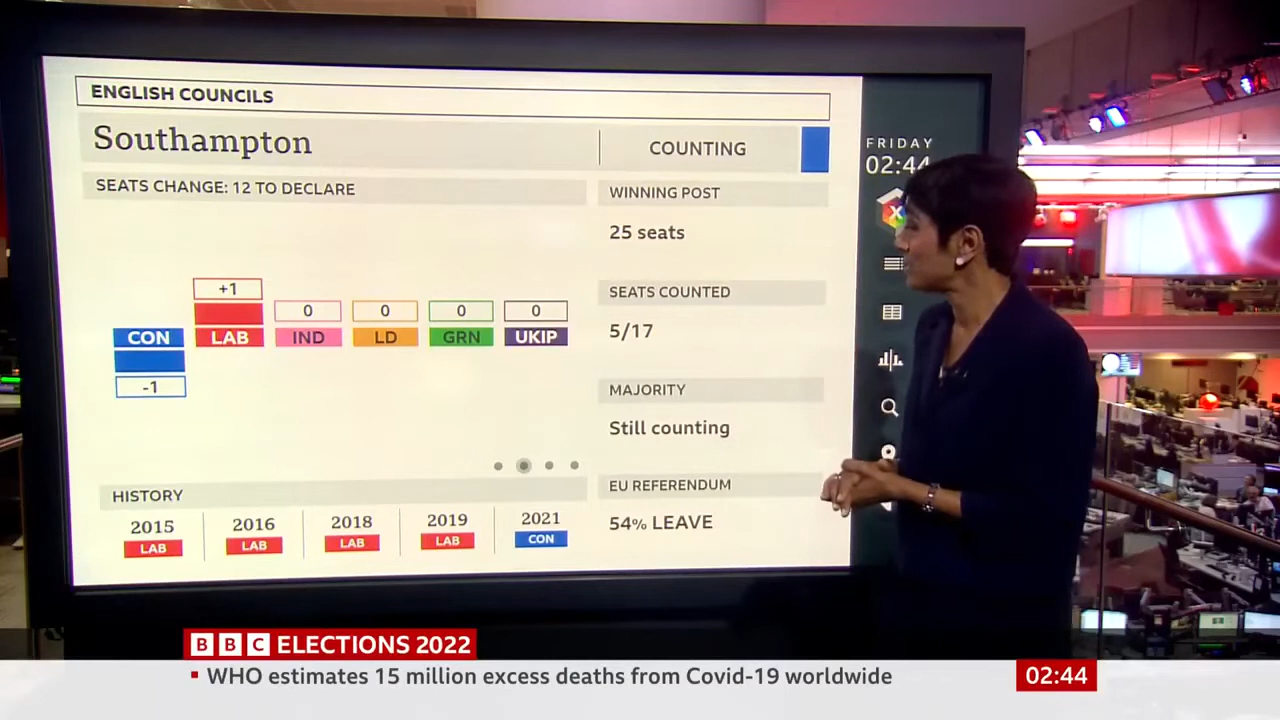 ENGLISH COUNCILS
Southampton
COUNTING
FRIDAY
02:44
SEATS CHANGE: 12 TO DECLARE
WINNING POST
25 seats
SEATS COUNTED
5/17
+1
0
0
0
0
CON
LAB
IND
LD
GRN
UKIP
-1
MAJORITY
Still counting
HISTORY
2015
2016
2018
2019
2021
LAB
LAB
LAB
LAB
CON
EU REFERENDUM
54% LEAVE
BBC ELECTIONS 2022
WHO estimates 15 million excess deaths from Covid-19 worldwide
02:44